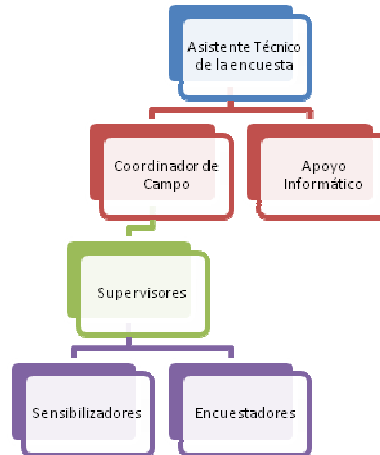 Asistente Técnico
de la encuesta
Coordinador de
Campo
Apoyo
Informático
Supervisores
Sensibilizadores
Encuestadores